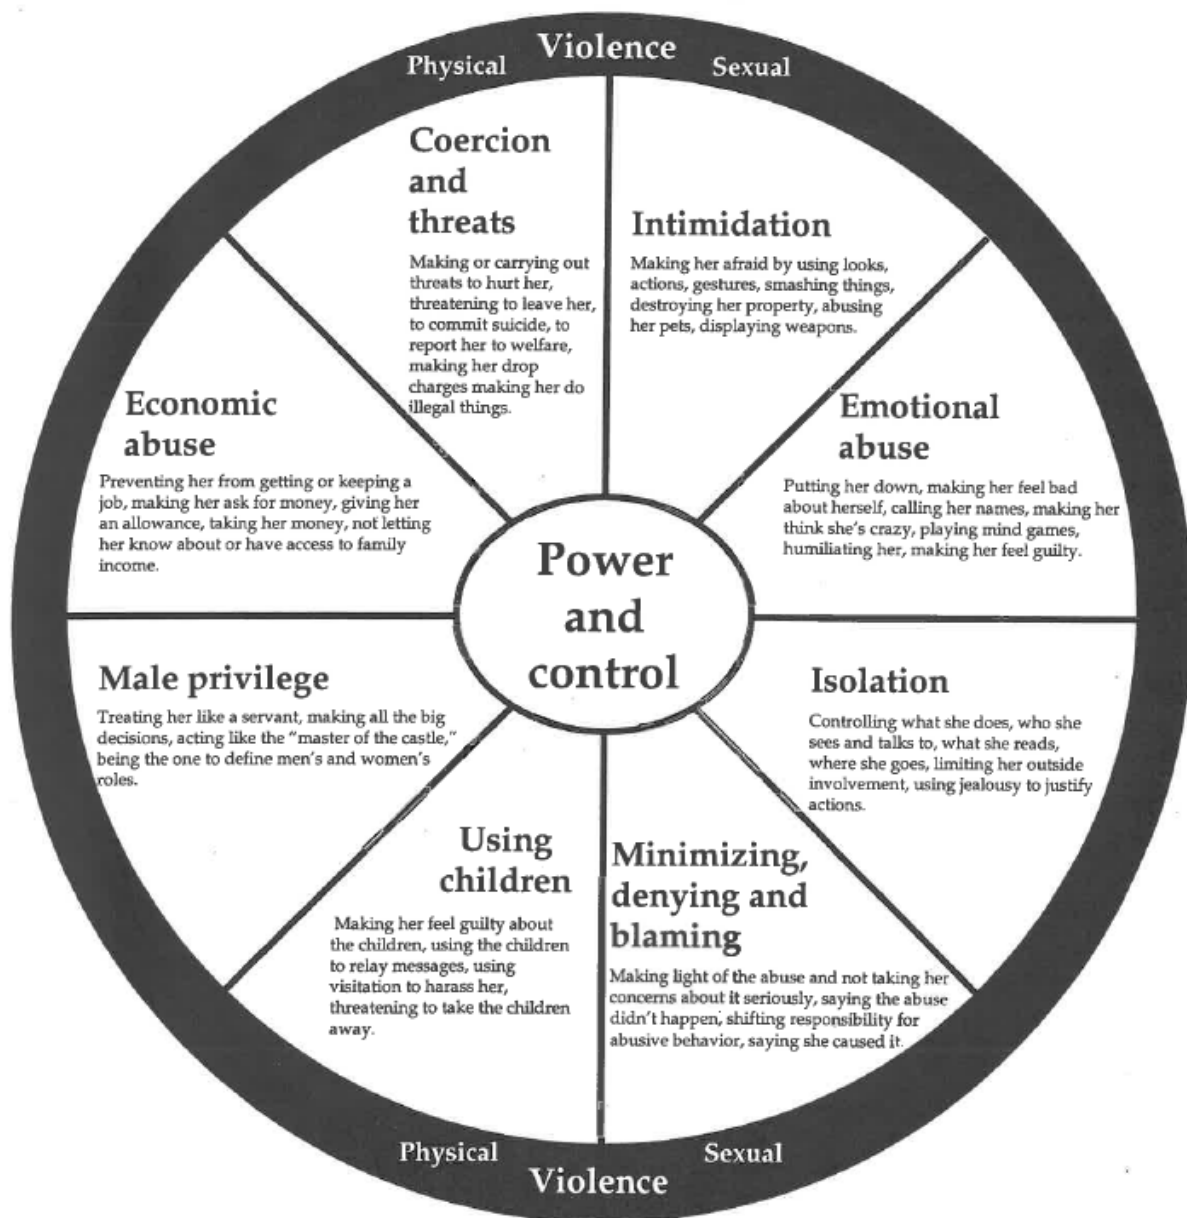 Violence
Physical
Sexual
Coercion
and
threats
Making or carrying out
threats to hurt her,
threatening to leave her,
to commit suicide, to
report her to welfare,
making her drop
charges making her do
illegal things.
Intimidation
Making her afraid by using looks,
actions, gestures, smashing things,
destroying her property, abusing
her pets, displaying weapons.
Economic
abuse
Preventing her from getting or keeping a
job, making her ask for money, giving her
an allowance, taking her money, not letting
her know about or have access to family
income.
Emotional
abuse
Putting her down, making her feel bad
about herself, calling her names, making her
think she's crazy, playing mind games,
humiliating her, making her feel guilty.
Power
and
control
Male privilege
Treating her like a servant, making all the big
decisions, acting like the "master of the castle,"
being the one to define men's and women's
roles.
Isolation
Controlling what she does, who she
sees and talks to, what she reads,
where she goes, limiting her outside
involvement, using jealousy to justify
actions.
Using
children
Making her feel guilty about
the children, using the children
to relay messages, using
visitation to harass her,
threatening to take the children
away.
Minimizing,
denying and
blaming
Making light of the abuse and not taking her
concerns about it seriously, saying the abuse
didn't happen, shifting responsibility for
abusive behavior, saying she caused it.
Physical
Sexual
Violence